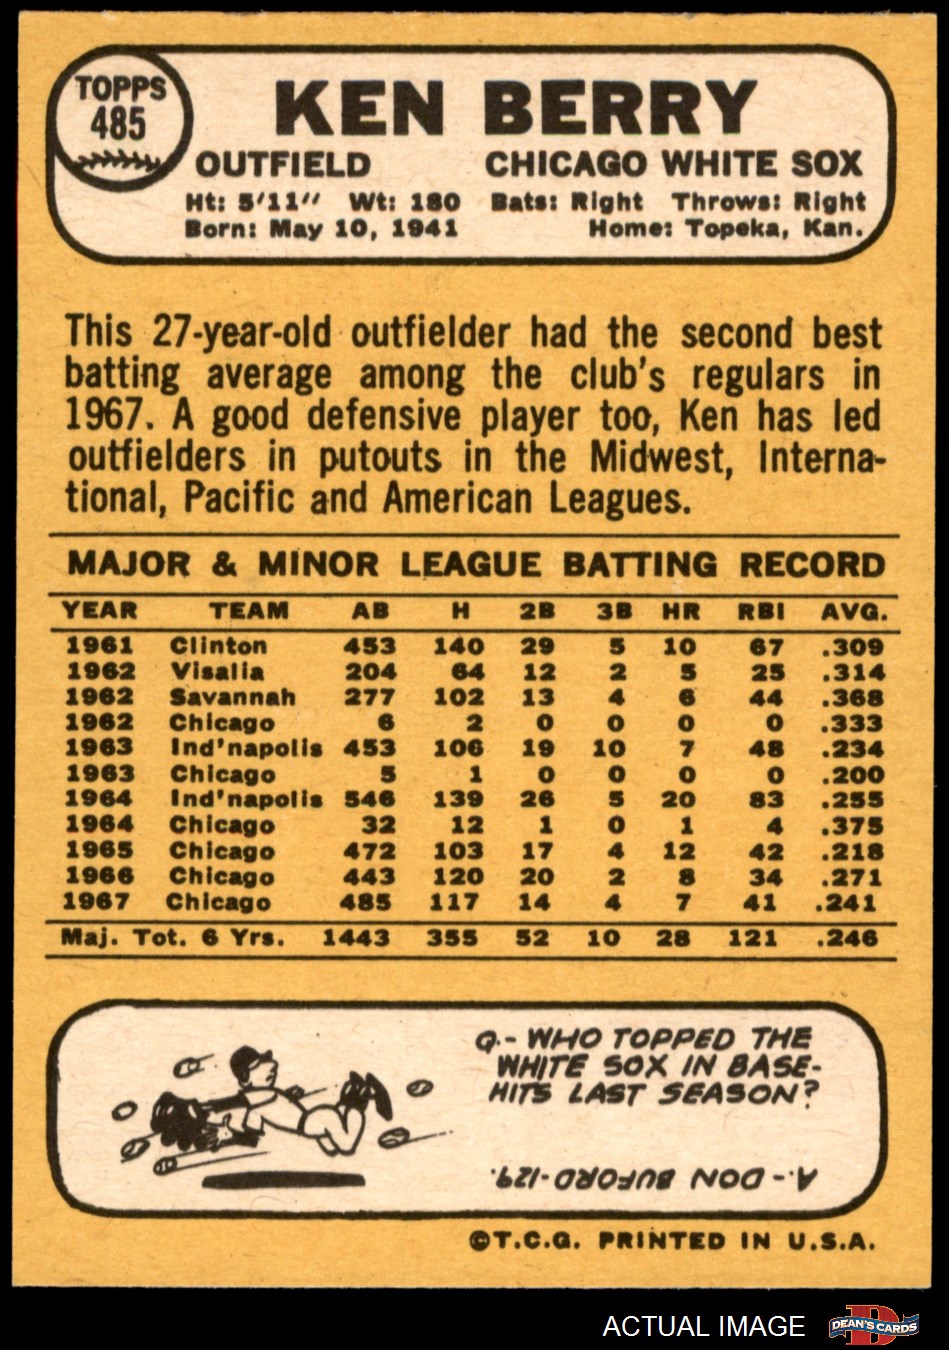 TOPPS
485
KEN BERRY
OUTFIELD CHICAGO WHITE SOX
Ht: 5'11" Wt: 180 Bats: Right Throws: Right
Born: May 10, 1941 Home: Topeka, Kan.
This 27-year-old outfielder had the second best
batting average among the club's regulars in
1967. A good defensive player too, Ken has led
outfielders in putouts in the Midwest, Interna-
tional, Pacific and American Leagues.
MAJOR & MINOR LEAGUE BATTING RECORD
YEAR TEAM AB H 2B 3B HR RBI AVG.
1961 Clinton 453 140 29 5 10 67 .309
1962 Visalia 204 64 12 2 5 25 .314
1962 Savannah 277 102 13 4 6 44 .368
1962 Chicago 6 2 0 0 0 0 .333
1963 Ind'napolis 453 106 19 10 7 48 .234
1963 Chicago 5 1 0 0 0 0 .200
1964 Ind'napolis 546 139 26 5 20 83 .255
1964 Chicago 32 12 1 0 1 4 .375
1965 Chicago 472 103 17 4 12 42 .218
1966 Chicago 443 120 20 2 8 34 .271
1967 Chicago 485 117 14 4 7 41 .241
Maj. Tot. 6 Yrs. 1443 355 52 10 28 121 .246
Q.- WHO TOPPED THE
WHITE SOX IN BASE-
HITS LAST SEASON?
A.- DON BUFORD-129.
©T.C.G. PRINTED IN U.S.A.
ACTUAL IMAGE
D
DEAN'S CARDS